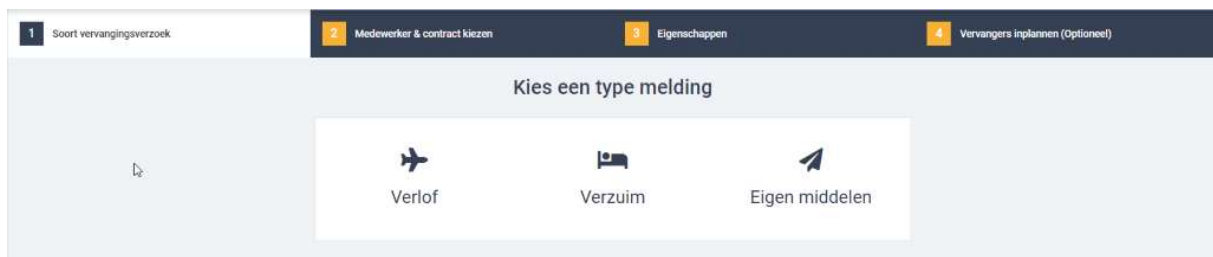 1 Soort vervangingsverzoek
2 Medewerker & contract kiezen
3 Eigenschappen
4 Vervangers inplannen (Optioneel)
Kies een type melding
Verlof
Verzuim
Eigen middelen